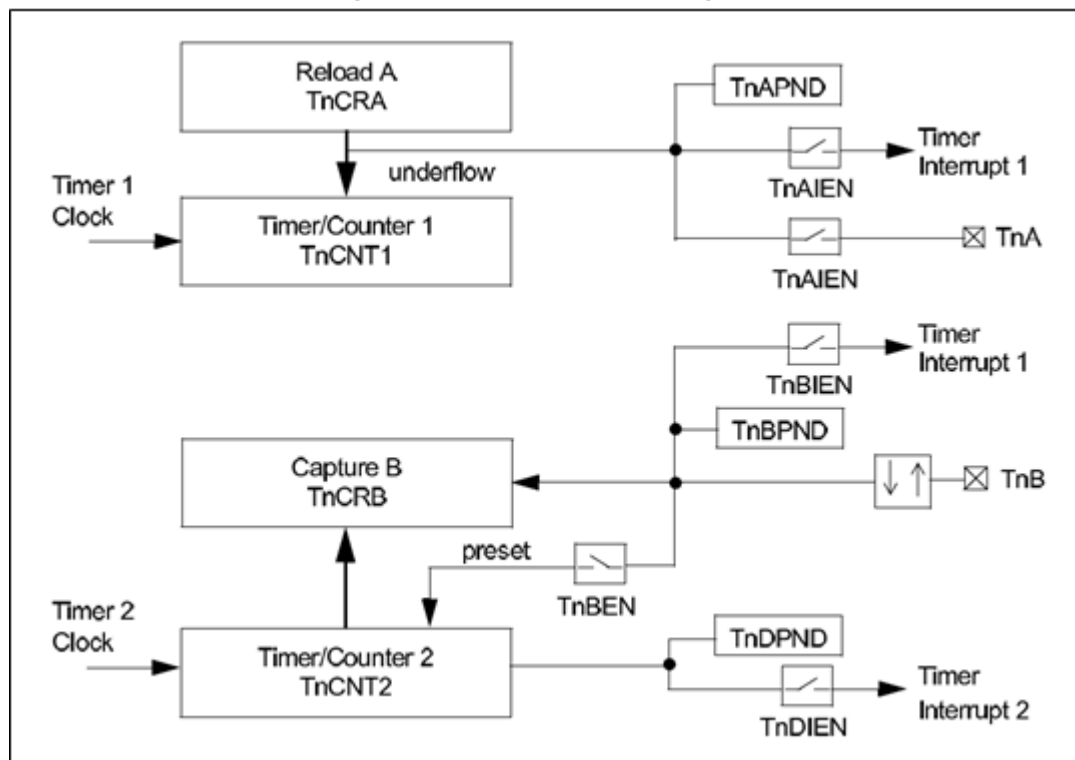 Reload A
TnCRA
TnAPND
underflow
TnAIEN
Timer
Interrupt 1
Timer 1
Clock
Timer/Counter 1
TnCNT1
TnAIEN
TnA
TnBIEN
Timer
Interrupt 1
TnBPND
Capture B
TnCRB
TnB
preset
TnBEN
Timer 2
Clock
Timer/Counter 2
TnCNT2
TnDPND
TnDIEN
Timer
Interrupt 2